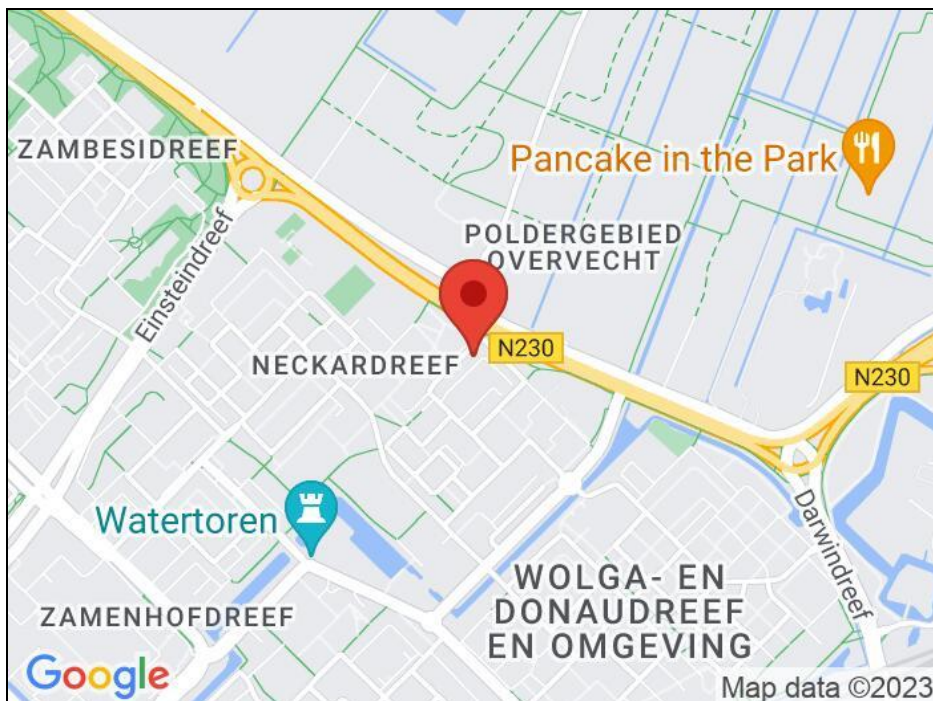 ZAMBESIDREEF
Pancake in the Park
Einsteindreef
POLDERGEBIED
OVERVECHT
NECKARDREEF
N230
N230
Watertoren
Darwindreef
WOLGA- EN
DONAUDREEF
EN OMGEVING
ZAMENHOFDREEF
Google
Map data ©2023